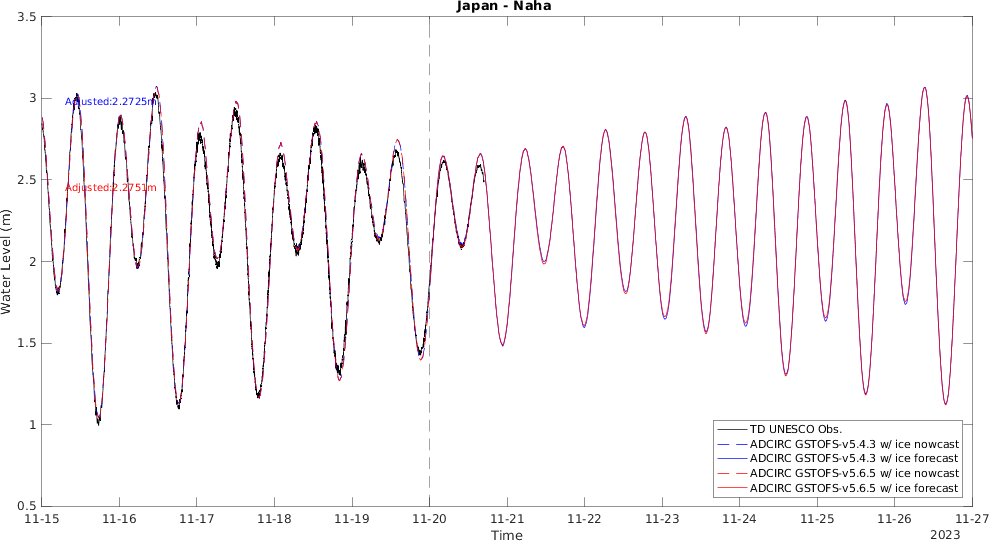 Japan - Naha
3.5
3
2.5
2
1.5
1
0.5
Water Level (m)
Adjusted:2.2725m
Adjusted:2.2751m
TD UNESCO Obs.
ADCIRC GSTOFS-v5.4.3 w/ ice nowcast
ADCIRC GSTOFS-v5.4.3 w/ ice forecast
ADCIRC GSTOFS-v5.6.5 w/ ice nowcast
ADCIRC GSTOFS-v5.6.5 w/ ice forecast
11-15 11-16 11-17 11-18 11-19 11-20 11-21 11-22 11-23 11-24 11-25 11-26 11-27
Time
2023